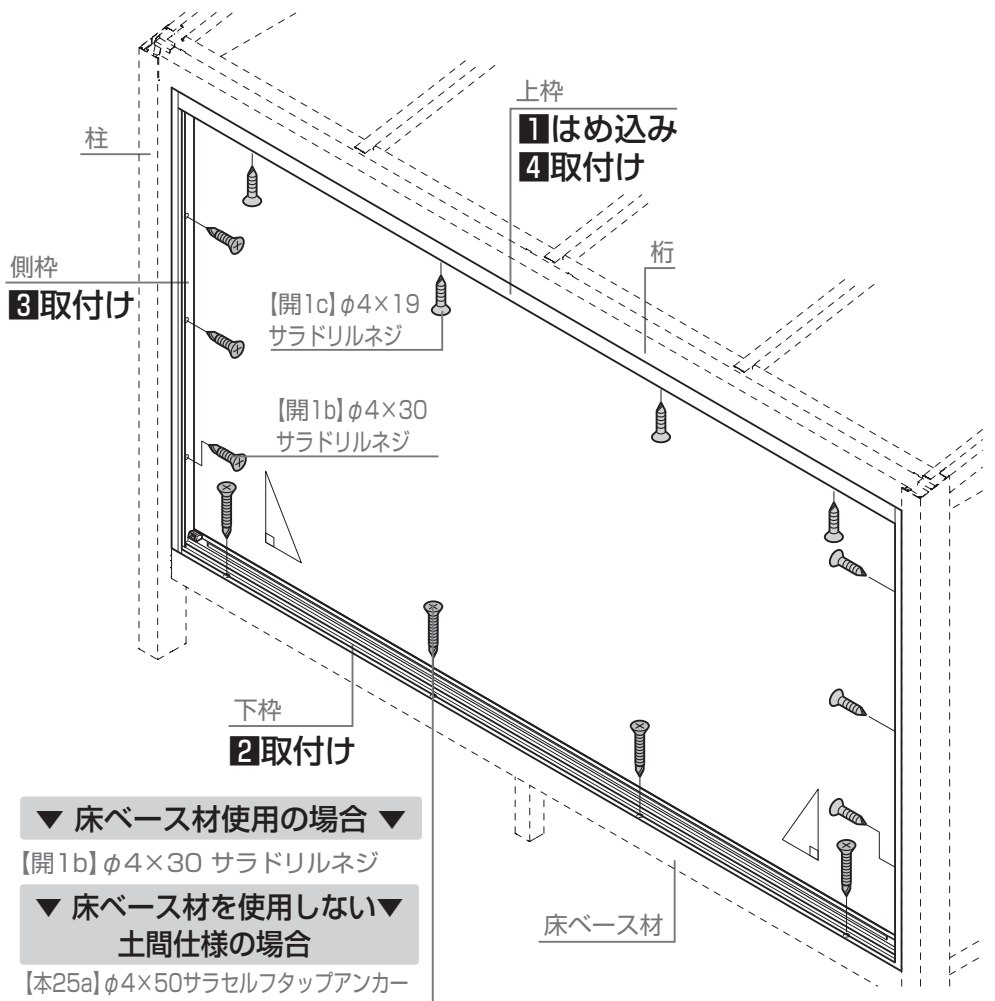 上枠
1はめ込み
4取付け
柱
桁
側枠
3取付け
【開1c】φ4×19
サラドリルネジ
【開1b】φ4×30
サラドリルネジ
下枠
2取付け
▼ 床ベース材使用の場合 ▼
【開1b】φ4×30 サラドリルネジ
▼ 床ベース材を使用しない▼
土間仕様の場合
【本25a】φ4×50サラセルフタップアンカー
床ベース材